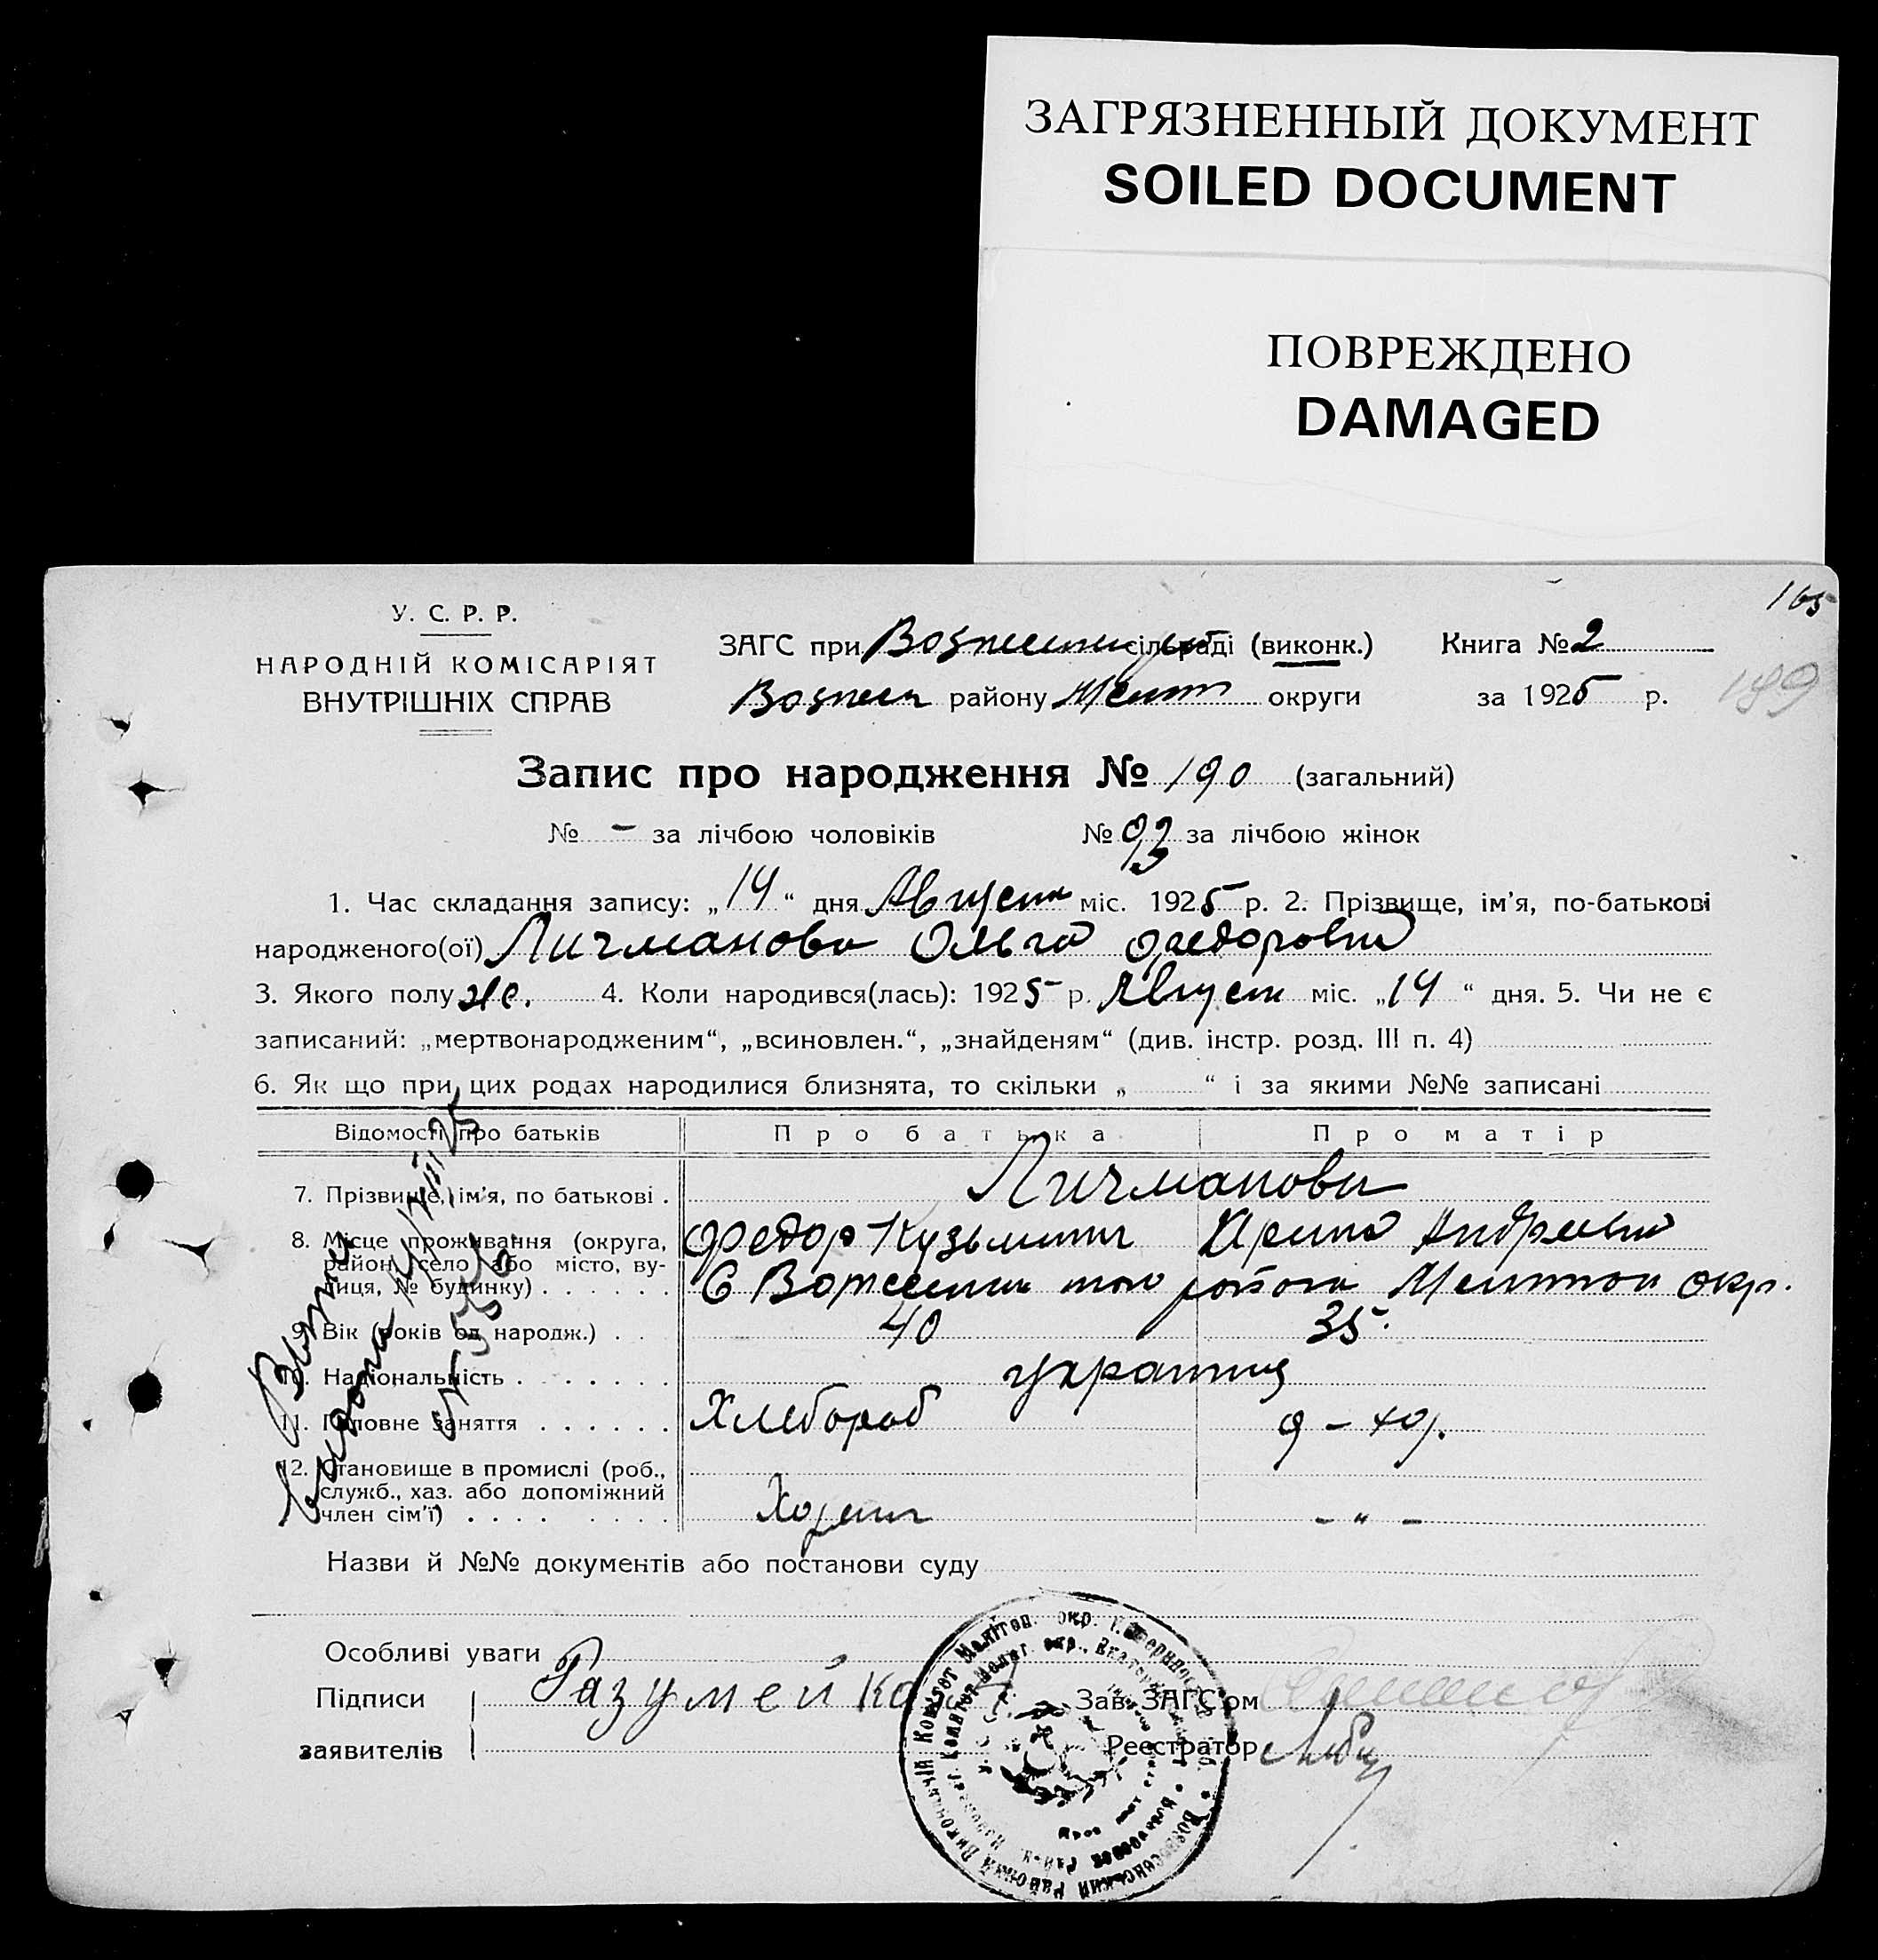 ЗАГРЯЗНЕННЫЙ ДОКУМЕНТ
SOILED DOCUMENT
ПОВРЕЖДЕНО
DAMAGED
165
У. С. Р. Р.
НАРОДНІЙ КОМІСАРІЯТ
ВНУТРІШНІХ СПРАВ
ЗАГС при сільраді (виконк.) Книга № 2
Вознесен району Мелит округи за 1925 р. 189
Запис про народження № 190 (загальний)
№ – за лічбою чоловіків № 93 за лічбою жінок
1. Час складання запису: „14“ дня Август міс. 1925 р. 2. Прізвище, ім'я, по-батькові
народженого(ої) Личманова Ольга Федоровна
3. Якого полу ж. 4. Коли народився(лась): 1925 р. Август міс. „14“ дня. 5. Чи не є
записаний: „мертвонародженим“, „всиновлен.“, „знайденям“ (див. інстр. розд. III п. 4)
6. Як що при цих родах народилися близнята, то скільки „ “ і за якими №№ записані
Відомості про батьків Про батька Про матір
7. Прізвище, ім'я, по батькові . Личмановы
8. Місце проживання (округа, Федор Кузьмич Ирина Андреевна
район, село або місто, ву-
лиця, № будинку) . . . . . . С окр.
9. Вік (років од народж.) . . 40 35.
10. Національність . . . . . . .
11. Головне заняття . . . . . . Хлебороб
12. Становище в промислі (роб.,
служб., хаз. або допоміжний
член сім'ї) . . . . . . . . Хозяин – „ –
Назви й №№ документів або постанови суду
Особливі уваги
Підписи Разумейко Зав. ЗАГС'ом
заявителів Реєстратор